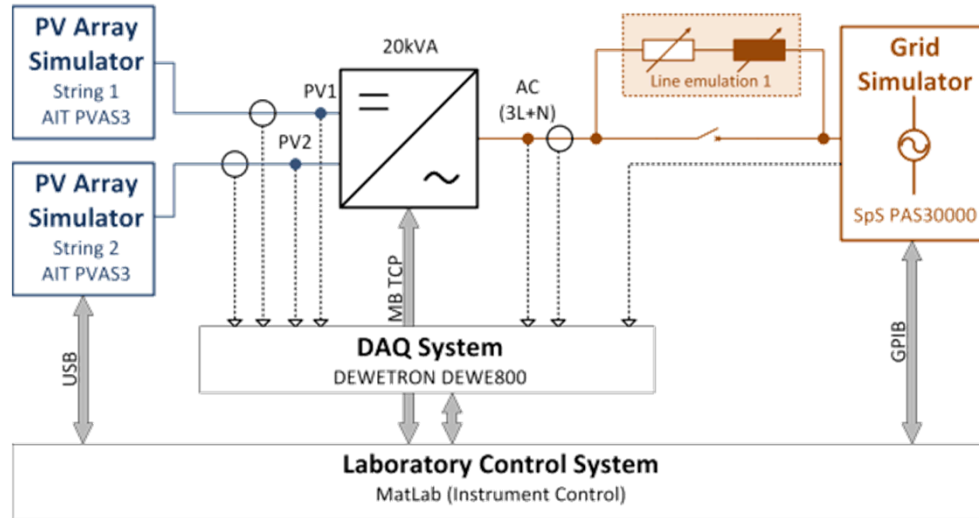 PV Array
Simulator
String 1
AIT PVAS3
PV Array
Simulator
String 2
AIT PVAS3
PV1
PV2
20kVA
AC
(3L+N)
Line emulation 1
Grid
Simulator
SpS PAS30000
USB
MB TCP
GPIB
DAQ System
DEWETRON DEWE800
Laboratory Control System
MatLab (Instrument Control)